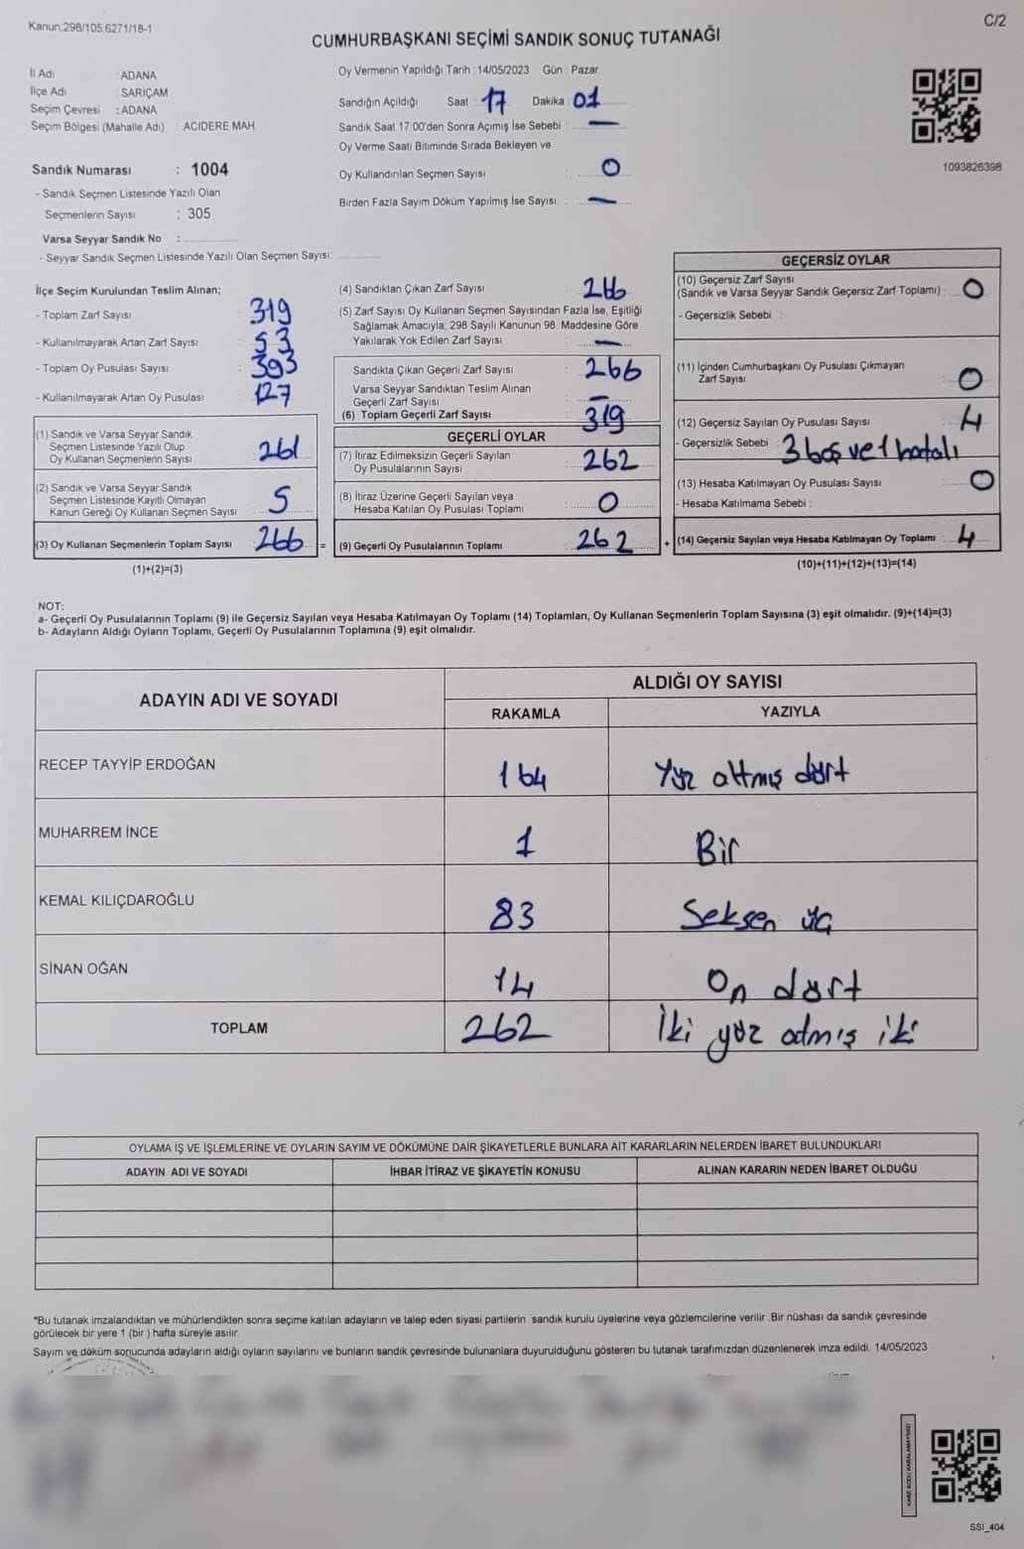 Kanun:298/105,6271/18-1
C/2
CUMHURBAŞKANI SEÇİMİ SANDIK SONUÇ TUTANAĞI
İl Adı ADANA
İlçe Adı SARIÇAM
Seçim Çevresi : ADANA
Seçim Bölgesi (Mahalle Adı) : ACIDERE MAH.
Sandık Numarası : 1004
- Sandık Seçmen Listesinde Yazılı Olan
Seçmenlerin Sayısı : 305
Varsa Seyyar Sandık No :
- Seyyar Sandık Seçmen Listesinde Yazılı Olan Seçmen Sayısı:
Oy Vermenin Yapıldığı Tarih : 14/05/2023 Gün : Pazar
Sandığın Açıldığı Saat : 17 Dakika : 01
Sandık Saat 17.00'den Sonra Açımış İse Sebebi : —
Oy Verme Saati Bitiminde Sırada Bekleyen ve
Oy Kullandırılan Seçmen Sayısı : 0
Birden Fazla Sayım Döküm Yapılmış İse Sayısı : —
1093826398
İlçe Seçim Kurulundan Teslim Alınan;
- Toplam Zarf Sayısı : 319
- Kullanılmayarak Artan Zarf Sayısı : 53
- Toplam Oy Pusulası Sayısı : 393
- Kullanılmayarak Artan Oy Pusulası : 127
(1) Sandık ve Varsa Seyyar Sandık
Seçmen Listesinde Yazılı Olup
Oy Kullanan Seçmenlerin Sayısı : 261
(2) Sandık ve Varsa Seyyar Sandık
Seçmen Listesinde Kayıtlı Olmayan
Kanun Gereği Oy Kullanan Seçmen Sayısı : 5
(3) Oy Kullanan Seçmenlerin Toplam Sayısı : 266 =
(1)+(2)=(3)
(4) Sandıktan Çıkan Zarf Sayısı : 266
(5) Zarf Sayısı Oy Kullanan Seçmen Sayısından Fazla İse, Eşitliği
Sağlamak Amacıyla; 298 Sayılı Kanunun 98. Maddesine Göre
Yakılarak Yok Edilen Zarf Sayısı : —
Sandıkta Çıkan Geçerli Zarf Sayısı : 266
Varsa Seyyar Sandıktan Teslim Alınan
Geçerli Zarf Sayısı : —
(6) Toplam Geçerli Zarf Sayısı : 319
GEÇERLİ OYLAR
(7) İtiraz Edilmeksizin Geçerli Sayılan
Oy Pusulalarının Sayısı : 262
(8) İtiraz Üzerine Geçerli Sayılan veya
Hesaba Katılan Oy Pusulası Toplamı : 0
(9) Geçerli Oy Pusulalarının Toplamı : 262 +
GEÇERSİZ OYLAR
(10) Geçersiz Zarf Sayısı
(Sandık ve Varsa Seyyar Sandık Geçersiz Zarf Toplamı) : 0
- Geçersizlik Sebebi :
(11) İçinden Cumhurbaşkanı Oy Pusulası Çıkmayan
Zarf Sayısı : 0
(12) Geçersiz Sayılan Oy Pusulası Sayısı : 4
- Geçersizlik Sebebi : 3 boş ve 1 hatalı
(13) Hesaba Katılmayan Oy Pusulası Sayısı : 0
- Hesaba Katılmama Sebebi :
(14) Geçersiz Sayılan veya Hesaba Katılmayan Oy Toplamı : 4
(10)+(11)+(12)+(13)=(14)
NOT:
a- Geçerli Oy Pusulalarının Toplamı (9) ile Geçersiz Sayılan veya Hesaba Katılmayan Oy Toplamı (14) Toplamları, Oy Kullanan Seçmenlerin Toplam Sayısına (3) eşit olmalıdır. (9)+(14)=(3)
b- Adayların Aldığı Oyların Toplamı, Geçerli Oy Pusulalarının Toplamına (9) eşit olmalıdır.
ADAYIN ADI VE SOYADI
ALDIĞI OY SAYISI
RAKAMLA YAZIYLA
RECEP TAYYİP ERDOĞAN 164 Yüz altmış dört
MUHARREM İNCE 1 Bir
KEMAL KILIÇDAROĞLU 83 Seksen üç
SİNAN OĞAN 14 On dört
TOPLAM 262 İki yüz atmış iki
OYLAMA İŞ VE İŞLEMLERİNE VE OYLARIN SAYIM VE DÖKÜMÜNE DAİR ŞİKAYETLERLE BUNLARA AİT KARARLARIN NELERDEN İBARET BULUNDUKLARI
ADAYIN ADI VE SOYADI İHBAR İTİRAZ VE ŞİKAYETİN KONUSU ALINAN KARARIN NEDEN İBARET OLDUĞU
*Bu tutanak imzalandıktan ve mühürlendikten sonra seçime katılan adayların ve talep eden siyasi partilerin sandık kurulu üyelerine veya gözlemcilerine verilir. Bir nüshası da sandık çevresinde
görülecek bir yere 1 (bir ) hafta süreyle asılır.
Sayım ve döküm sonucunda adayların aldığı oyların sayılarını ve bunların sandık çevresinde bulunanlara duyurulduğunu gösteren bu tutanak tarafımızdan düzenlenerek imza edildi. 14/05/2023
KARE KODU KARALAMAYINIZ!
SSI_404